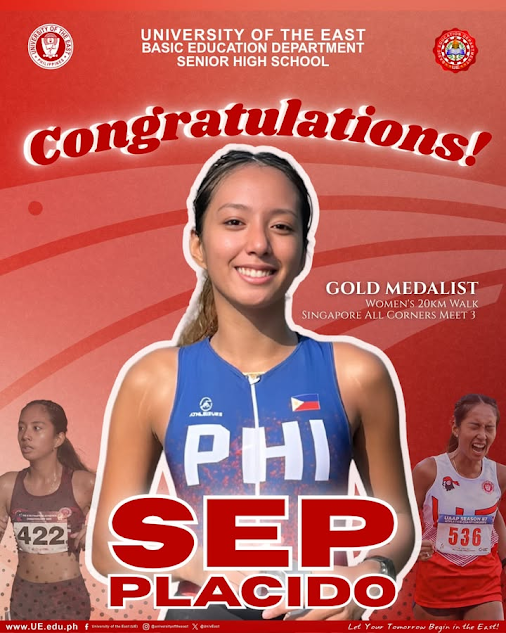 UNIVERSITY OF THE EAST
BASIC EDUCATION DEPARTMENT
SENIOR HIGH SCHOOL
Congratulations!
GOLD MEDALIST
WOMEN'S 20KM WALK
SINGAPORE ALL CORNERS MEET 3
PHI
422
UAAP SEASON 87
536
SEP
PLACIDO
www.UE.edu.ph
University of the East (UE)
Let Your Tomorrow Begin in the East!